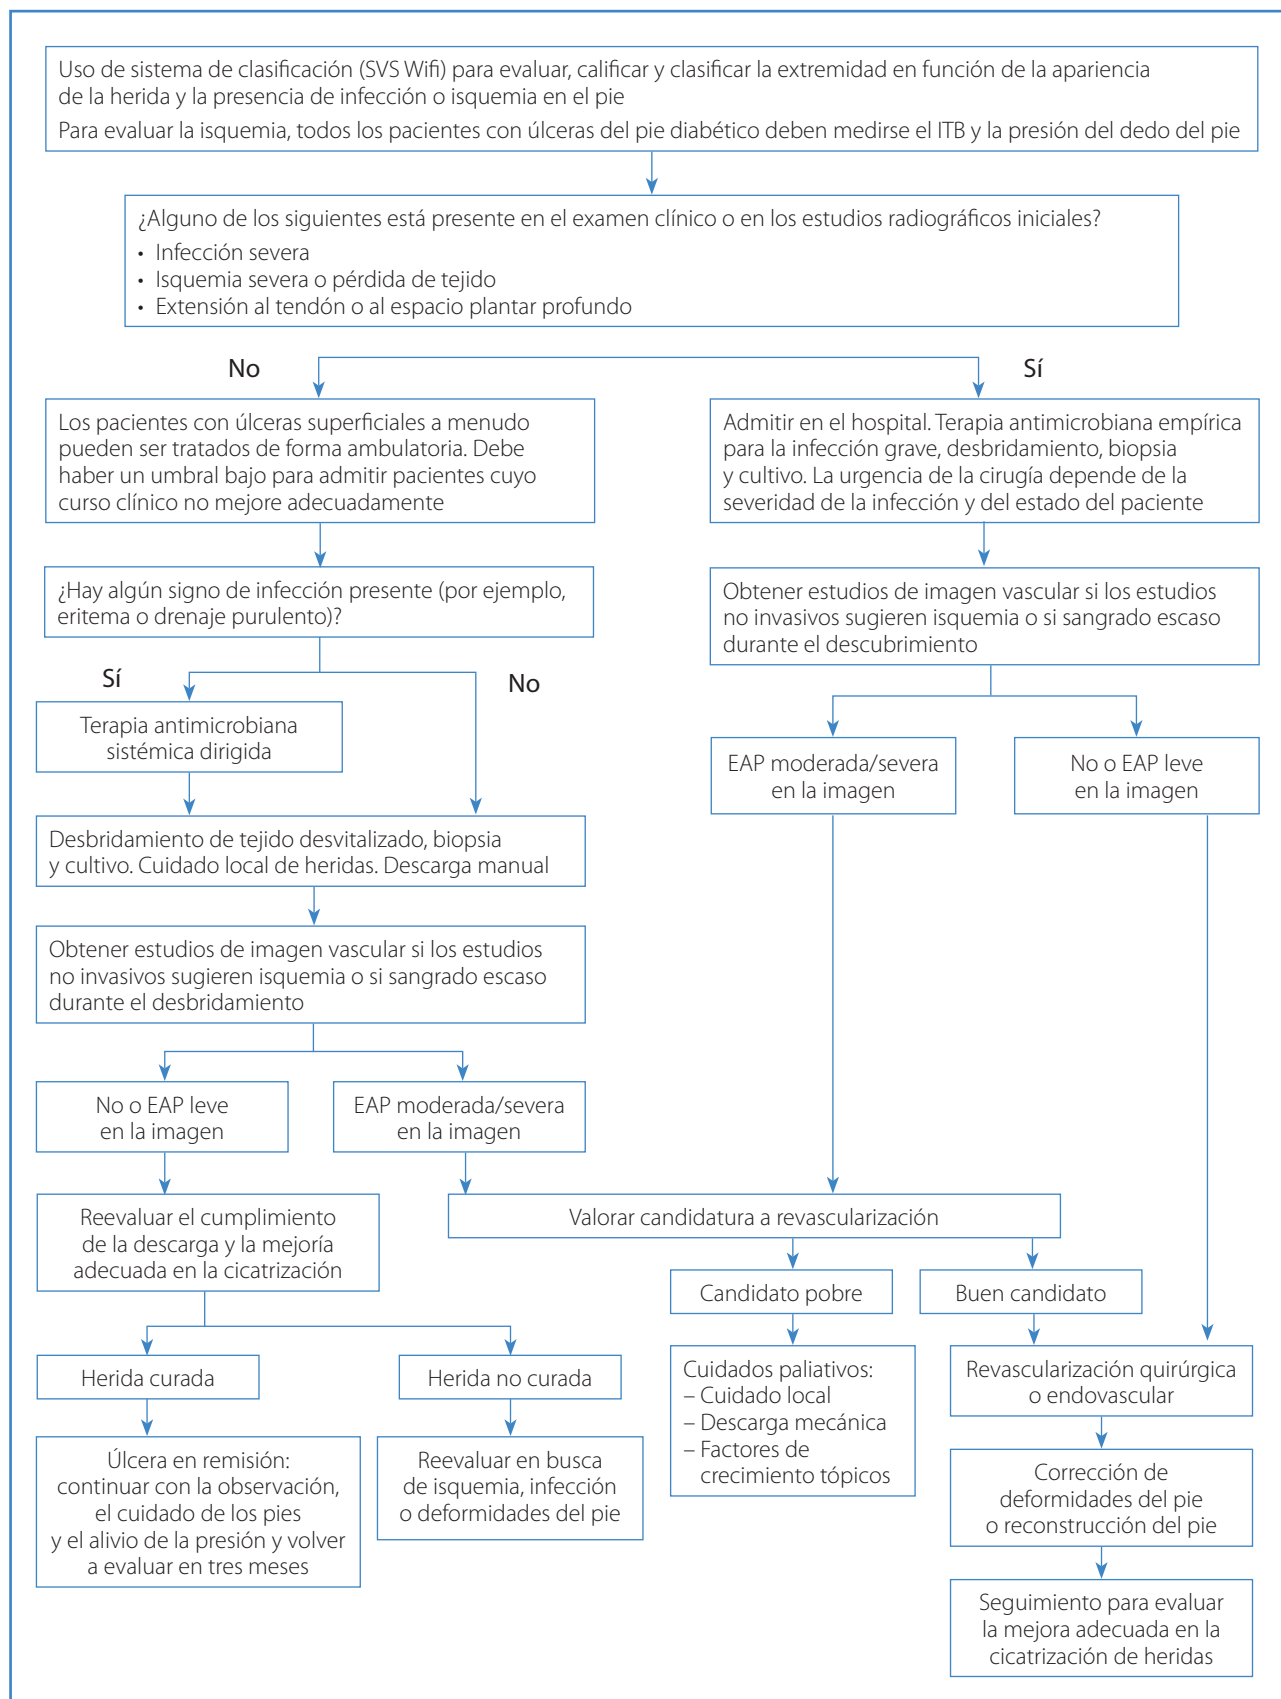 Uso de sistema de clasificación (SVS Wifi) para evaluar, calificar y clasificar la extremidad en función de la apariencia
de la herida y la presencia de infección o isquemia en el pie
Para evaluar la isquemia, todos los pacientes con úlceras del pie diabético deben medirse el ITB y la presión del dedo del pie
¿Alguno de los siguientes está presente en el examen clínico o en los estudios radiográficos iniciales?
• Infección severa
• Isquemia severa o pérdida de tejido
• Extensión al tendón o al espacio plantar profundo
No
Sí
Los pacientes con úlceras superficiales a menudo
pueden ser tratados de forma ambulatoria. Debe
haber un umbral bajo para admitir pacientes cuyo
curso clínico no mejore adecuadamente
Admitir en el hospital. Terapia antimicrobiana empírica
para la infección grave, desbridamiento, biopsia
y cultivo. La urgencia de la cirugía depende de la
severidad de la infección y del estado del paciente
¿Hay algún signo de infección presente (por ejemplo,
eritema o drenaje purulento)?
Obtener estudios de imagen vascular si los estudios
no invasivos sugieren isquemia o si sangrado escaso
durante el descubrimiento
Sí
No
Terapia antimicrobiana
sistémica dirigida
EAP moderada/severa
en la imagen
No o EAP leve
en la imagen
Desbridamiento de tejido desvitalizado, biopsia
y cultivo. Cuidado local de heridas. Descarga manual
Obtener estudios de imagen vascular si los estudios
no invasivos sugieren isquemia o si sangrado escaso
durante el desbridamiento
No o EAP leve
en la imagen
EAP moderada/severa
en la imagen
Reevaluar el cumplimiento
de la descarga y la mejoría
adecuada en la cicatrización
Valorar candidatura a revascularización
Candidato pobre
Buen candidato
Herida curada
Herida no curada
Cuidados paliativos:
– Cuidado local
– Descarga mecánica
– Factores de
crecimiento tópicos
Revascularización quirúrgica
o endovascular
Úlcera en remisión:
continuar con la observación,
el cuidado de los pies
y el alivio de la presión y volver
a evaluar en tres meses
Reevaluar en busca
de isquemia, infección
o deformidades del pie
Corrección de
deformidades del pie
o reconstrucción del pie
Seguimiento para evaluar
la mejora adecuada en la
cicatrización de heridas